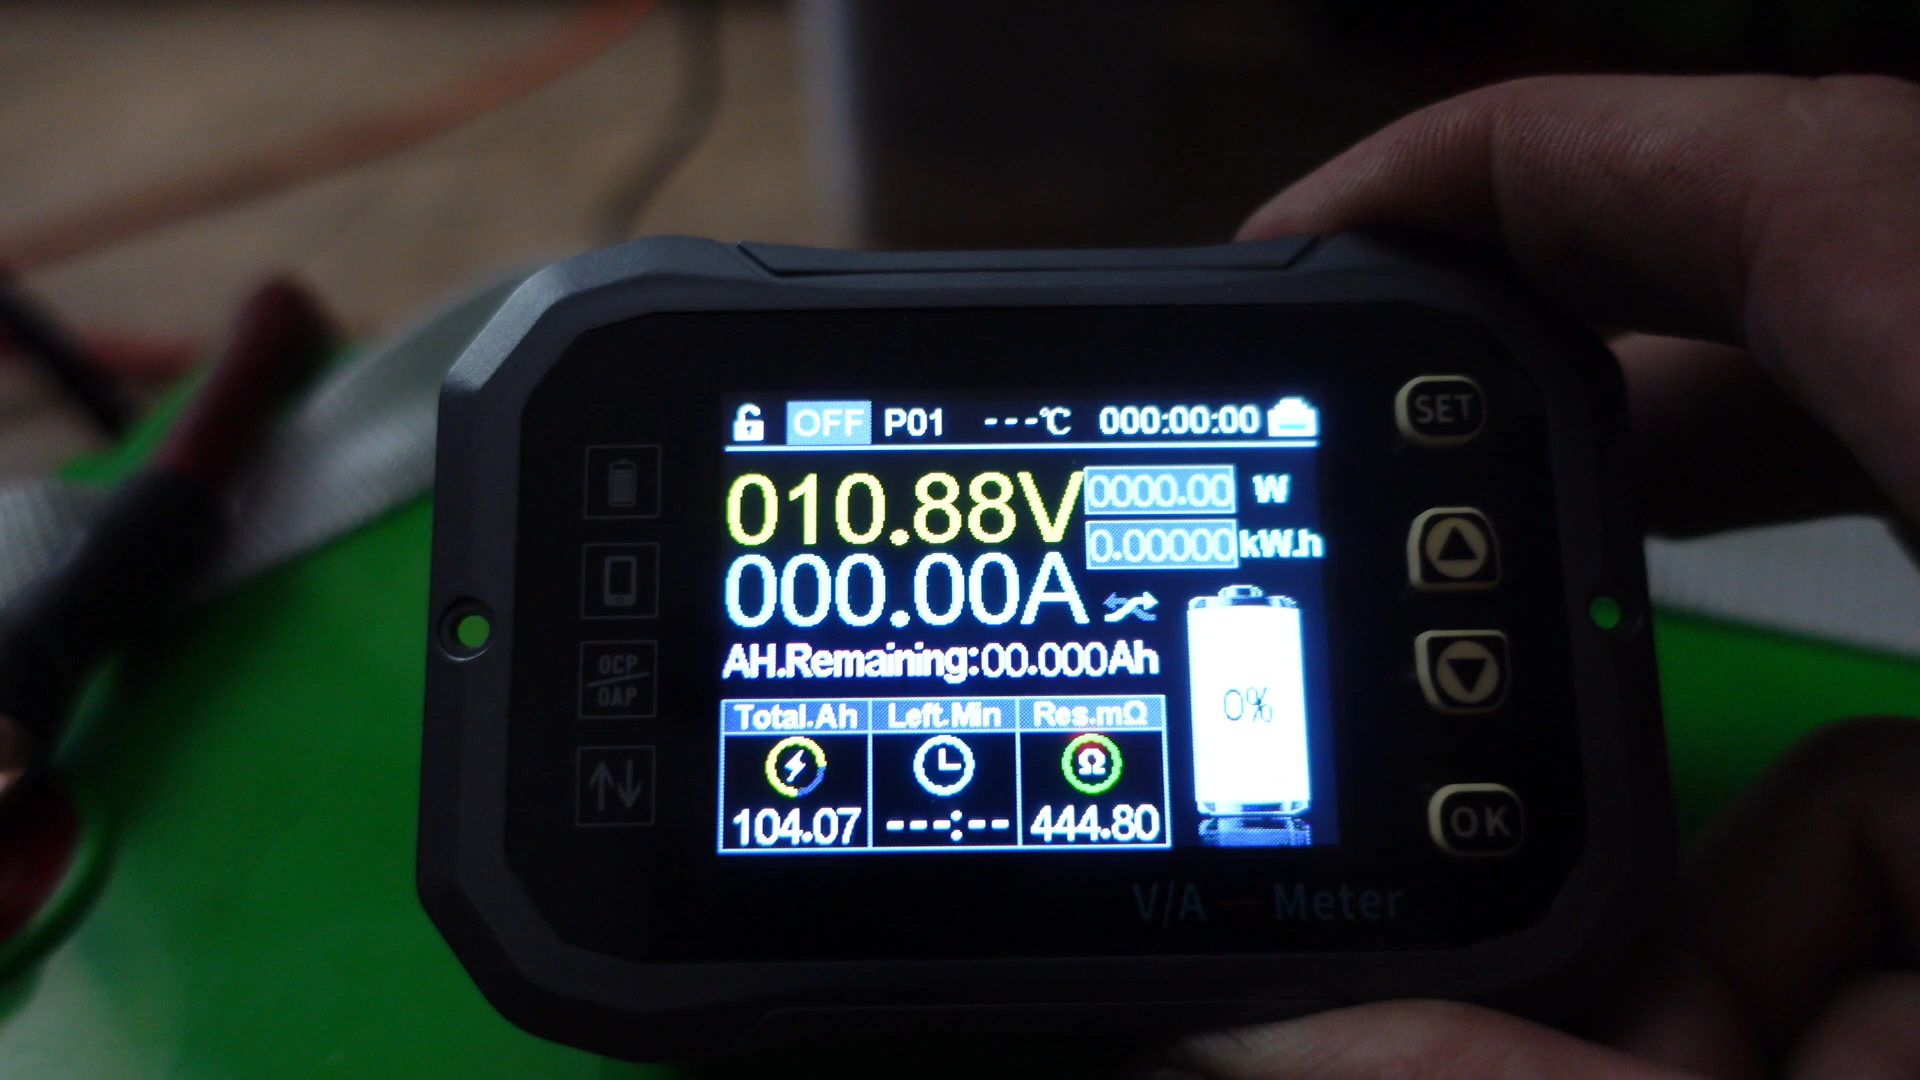 OFF P01 ---℃ 000:00:00
010.88V 0000.00 W
0.00000 kW.h
000.00A
AH.Remaining:00.000Ah
Total.Ah Left.Min Res.mΩ
Ω
104.07 ---:-- 444.80
0%
OCP
OAP
SET
OK
V/A — Meter